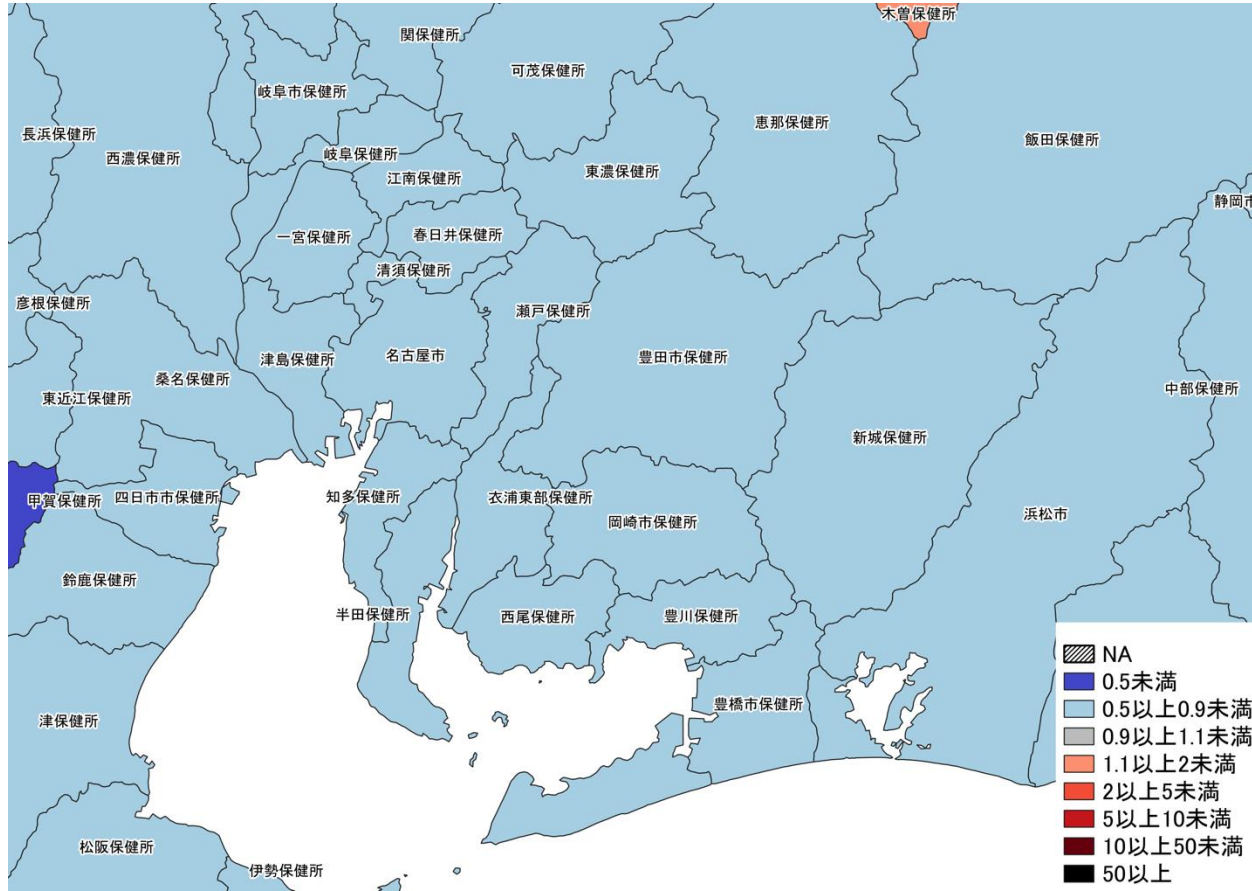 木曽保健所
関保健所
可茂保健所
岐阜市保健所
恵那保健所
長浜保健所
飯田保健所
西濃保健所
岐阜保健所
東濃保健所
江南保健所
静岡市
一宮保健所
春日井保健所
清須保健所
彦根保健所
瀬戸保健所
津島保健所
名古屋市
豊田市保健所
桑名保健所
東近江保健所
中部保健所
新城保健所
甲賀保健所
四日市市保健所
知多保健所
衣浦東部保健所
岡崎市保健所
浜松市
鈴鹿保健所
半田保健所
西尾保健所
豊川保健所
津保健所
豊橋市保健所
松阪保健所
伊勢保健所
NA
0.5未満
0.5以上0.9未満
0.9以上1.1未満
1.1以上2未満
2以上5未満
5以上10未満
10以上50未満
50以上